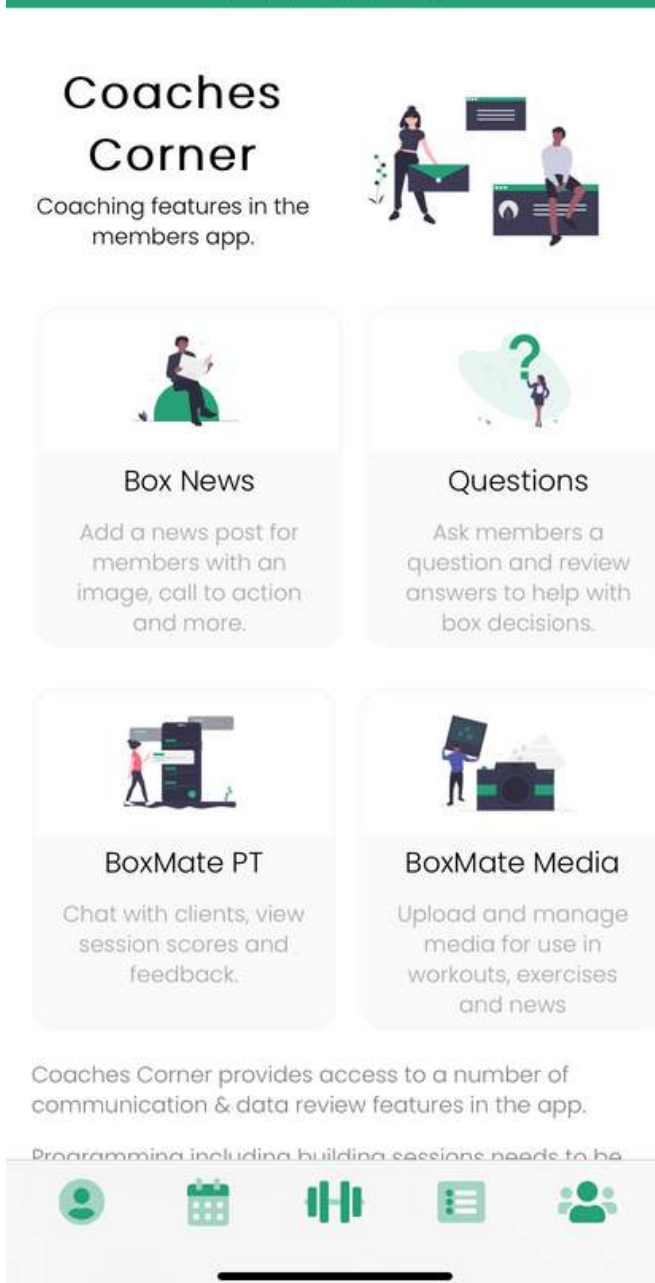 Coaches
Corner
Coaching features in the
members app.
Box News
Add a news post for
members with an
image, call to action
and more.
Questions
Ask members a
question and review
answers to help with
box decisions.
BoxMate PT
Chat with clients, view
session scores and
feedback.
BoxMate Media
Upload and manage
media for use in
workouts, exercises
and news
Coaches Corner provides access to a number of
communication & data review features in the app.
Programming including building sessions needs to be